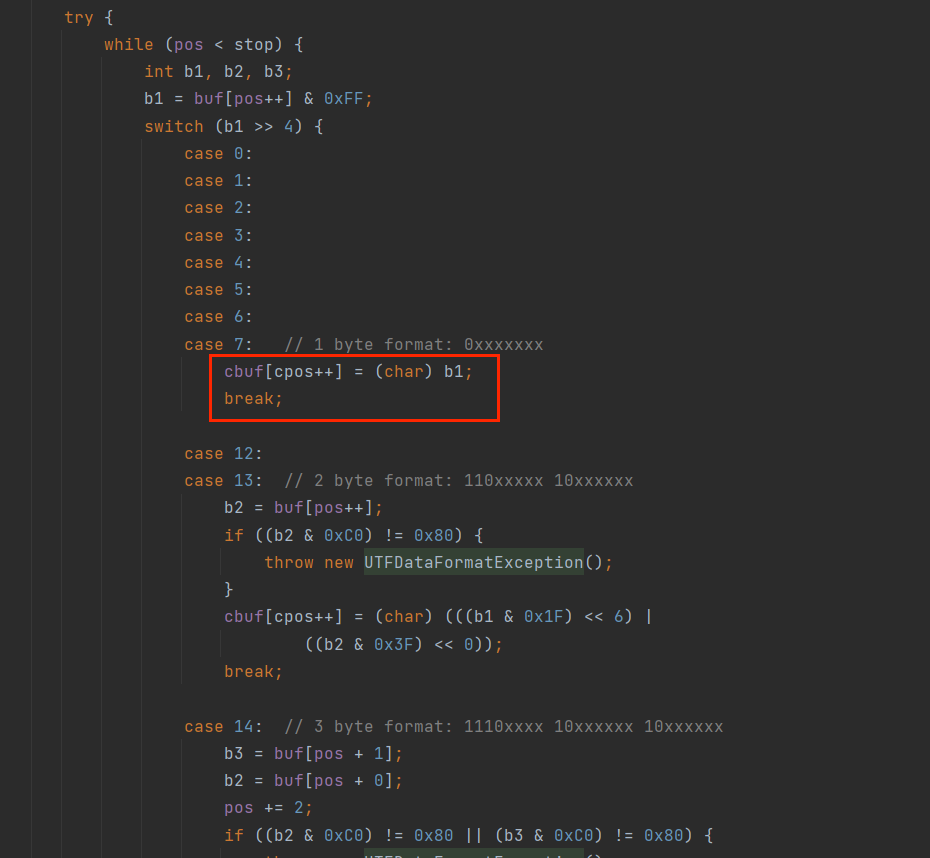 try {
while (pos < stop) {
int b1, b2, b3;
b1 = buf[pos++] & 0xFF;
switch (b1 >> 4) {
case 0:
case 1:
case 2:
case 3:
case 4:
case 5:
case 6:
case 7:   // 1 byte format: 0xxxxxxx
cbuf[cpos++] = (char) b1;
break;
case 12:
case 13:  // 2 byte format: 110xxxxx 10xxxxxx
b2 = buf[pos++];
if ((b2 & 0xC0) != 0x80) {
throw new UTFDataFormatException();
}
cbuf[cpos++] = (char) (((b1 & 0x1F) << 6) |
((b2 & 0x3F) << 0));
break;
case 14:  // 3 byte format: 1110xxxx 10xxxxxx 10xxxxxx
b3 = buf[pos + 1];
b2 = buf[pos + 0];
pos += 2;
if ((b2 & 0xC0) != 0x80 || (b3 & 0xC0) != 0x80) {